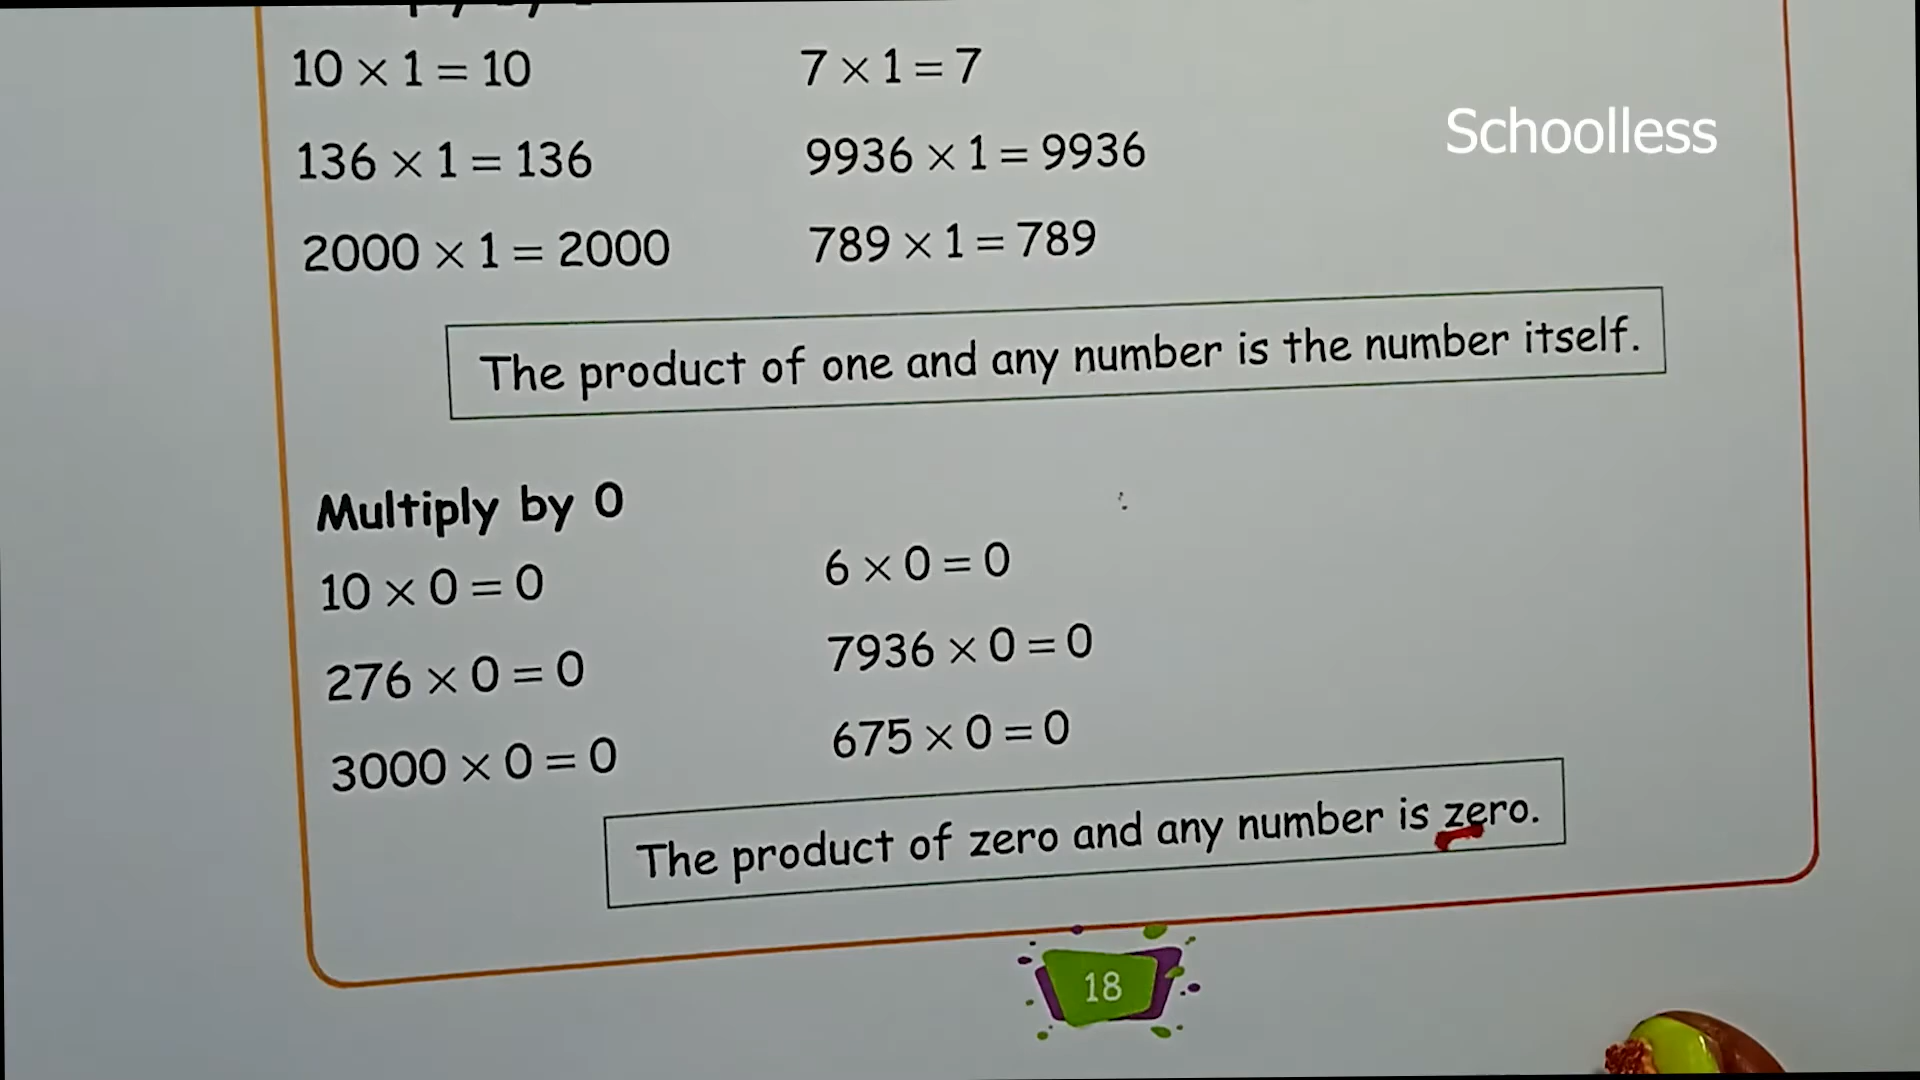 10 × 1 = 10
7 × 1 = 7
Schoolless
136 × 1 = 136
9936 × 1 = 9936
2000 × 1 = 2000
789 × 1 = 789
The product of one and any number is the number itself.
Multiply by 0
10 × 0 = 0
6 × 0 = 0
276 × 0 = 0
7936 × 0 = 0
3000 × 0 = 0
675 × 0 = 0
The product of zero and any number is zero.
18